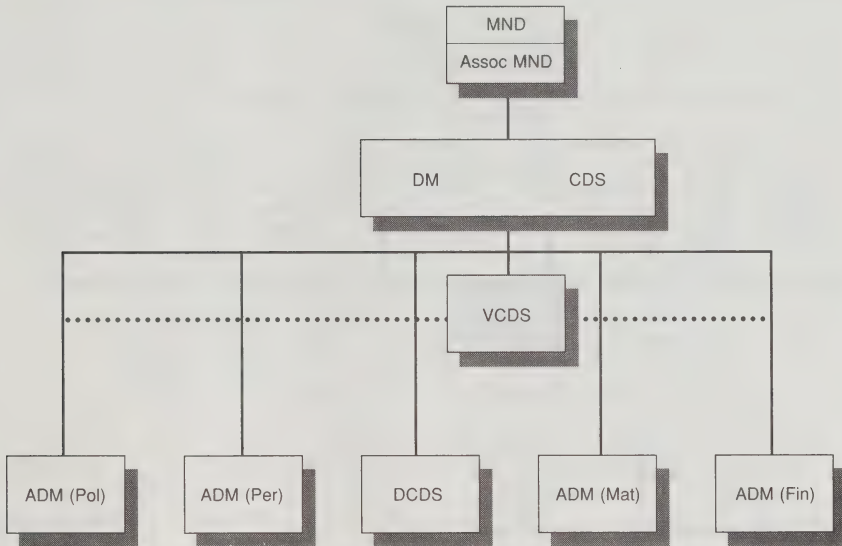 MND
Assoc MND
DM CDS
VCDS
ADM (Pol) ADM (Per) DCDS ADM (Mat) ADM (Fin)